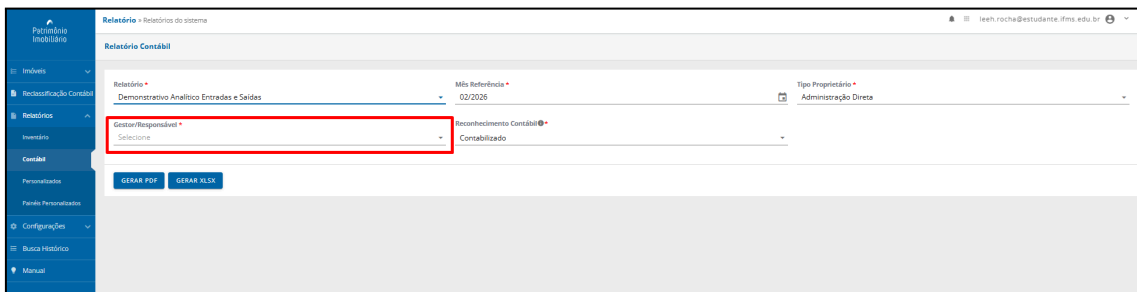 Patrimônio
Imobiliário
Imóveis
Reclassificação Contábil
Relatórios
Inventário
Contábil
Personalizados
Painéis Personalizados
Configurações
Busca Histórico
Manual
Relatório » Relatórios do sistema
leeh.rocha@estudante.ifms.edu.br
Relatório Contábil
Relatório *
Demonstrativo Analítico Entradas e Saídas
Mês Referência *
02/2026
Tipo Proprietário *
Administração Direta
Gestor/Responsável *
Selecione
Reconhecimento Contábil *
Contabilizado
GERAR PDF
GERAR XLSX